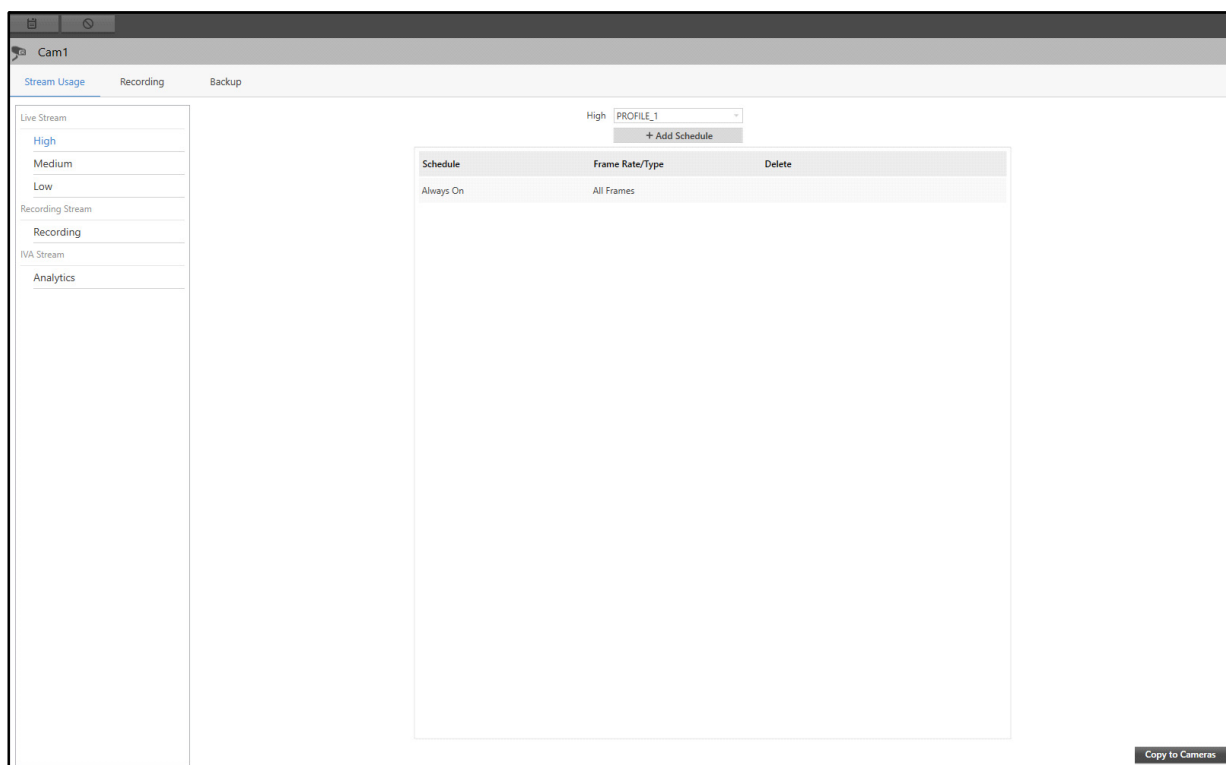 Cam1
Stream Usage Recording Backup
Live Stream
High
Medium
Low
Recording Stream
Recording
IVA Stream
Analytics
High PROFILE_1
+ Add Schedule
Schedule Frame Rate/Type Delete
Always On All Frames
Copy to Cameras